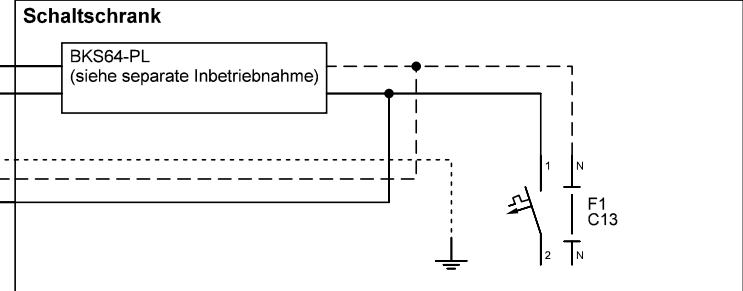 Schaltschrank
BKS64-PL
(siehe separate Inbetriebnahme)
1 N
F1
C13
2 N